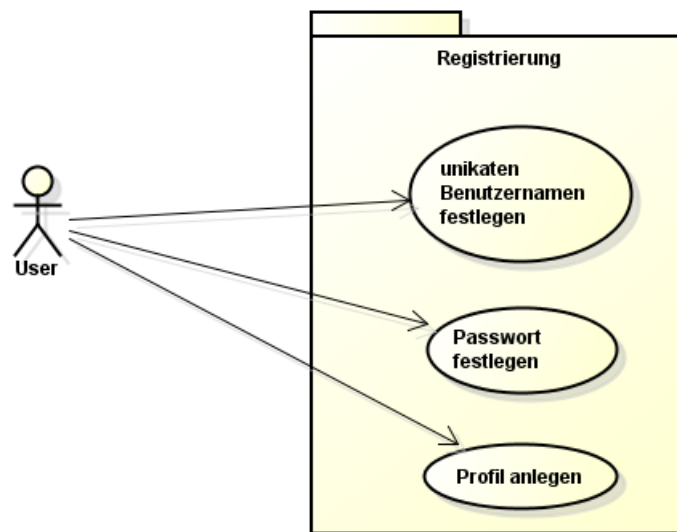 Registrierung
unikaten
Benutzernamen
festlegen
User
Passwort
festlegen
Profil anlegen